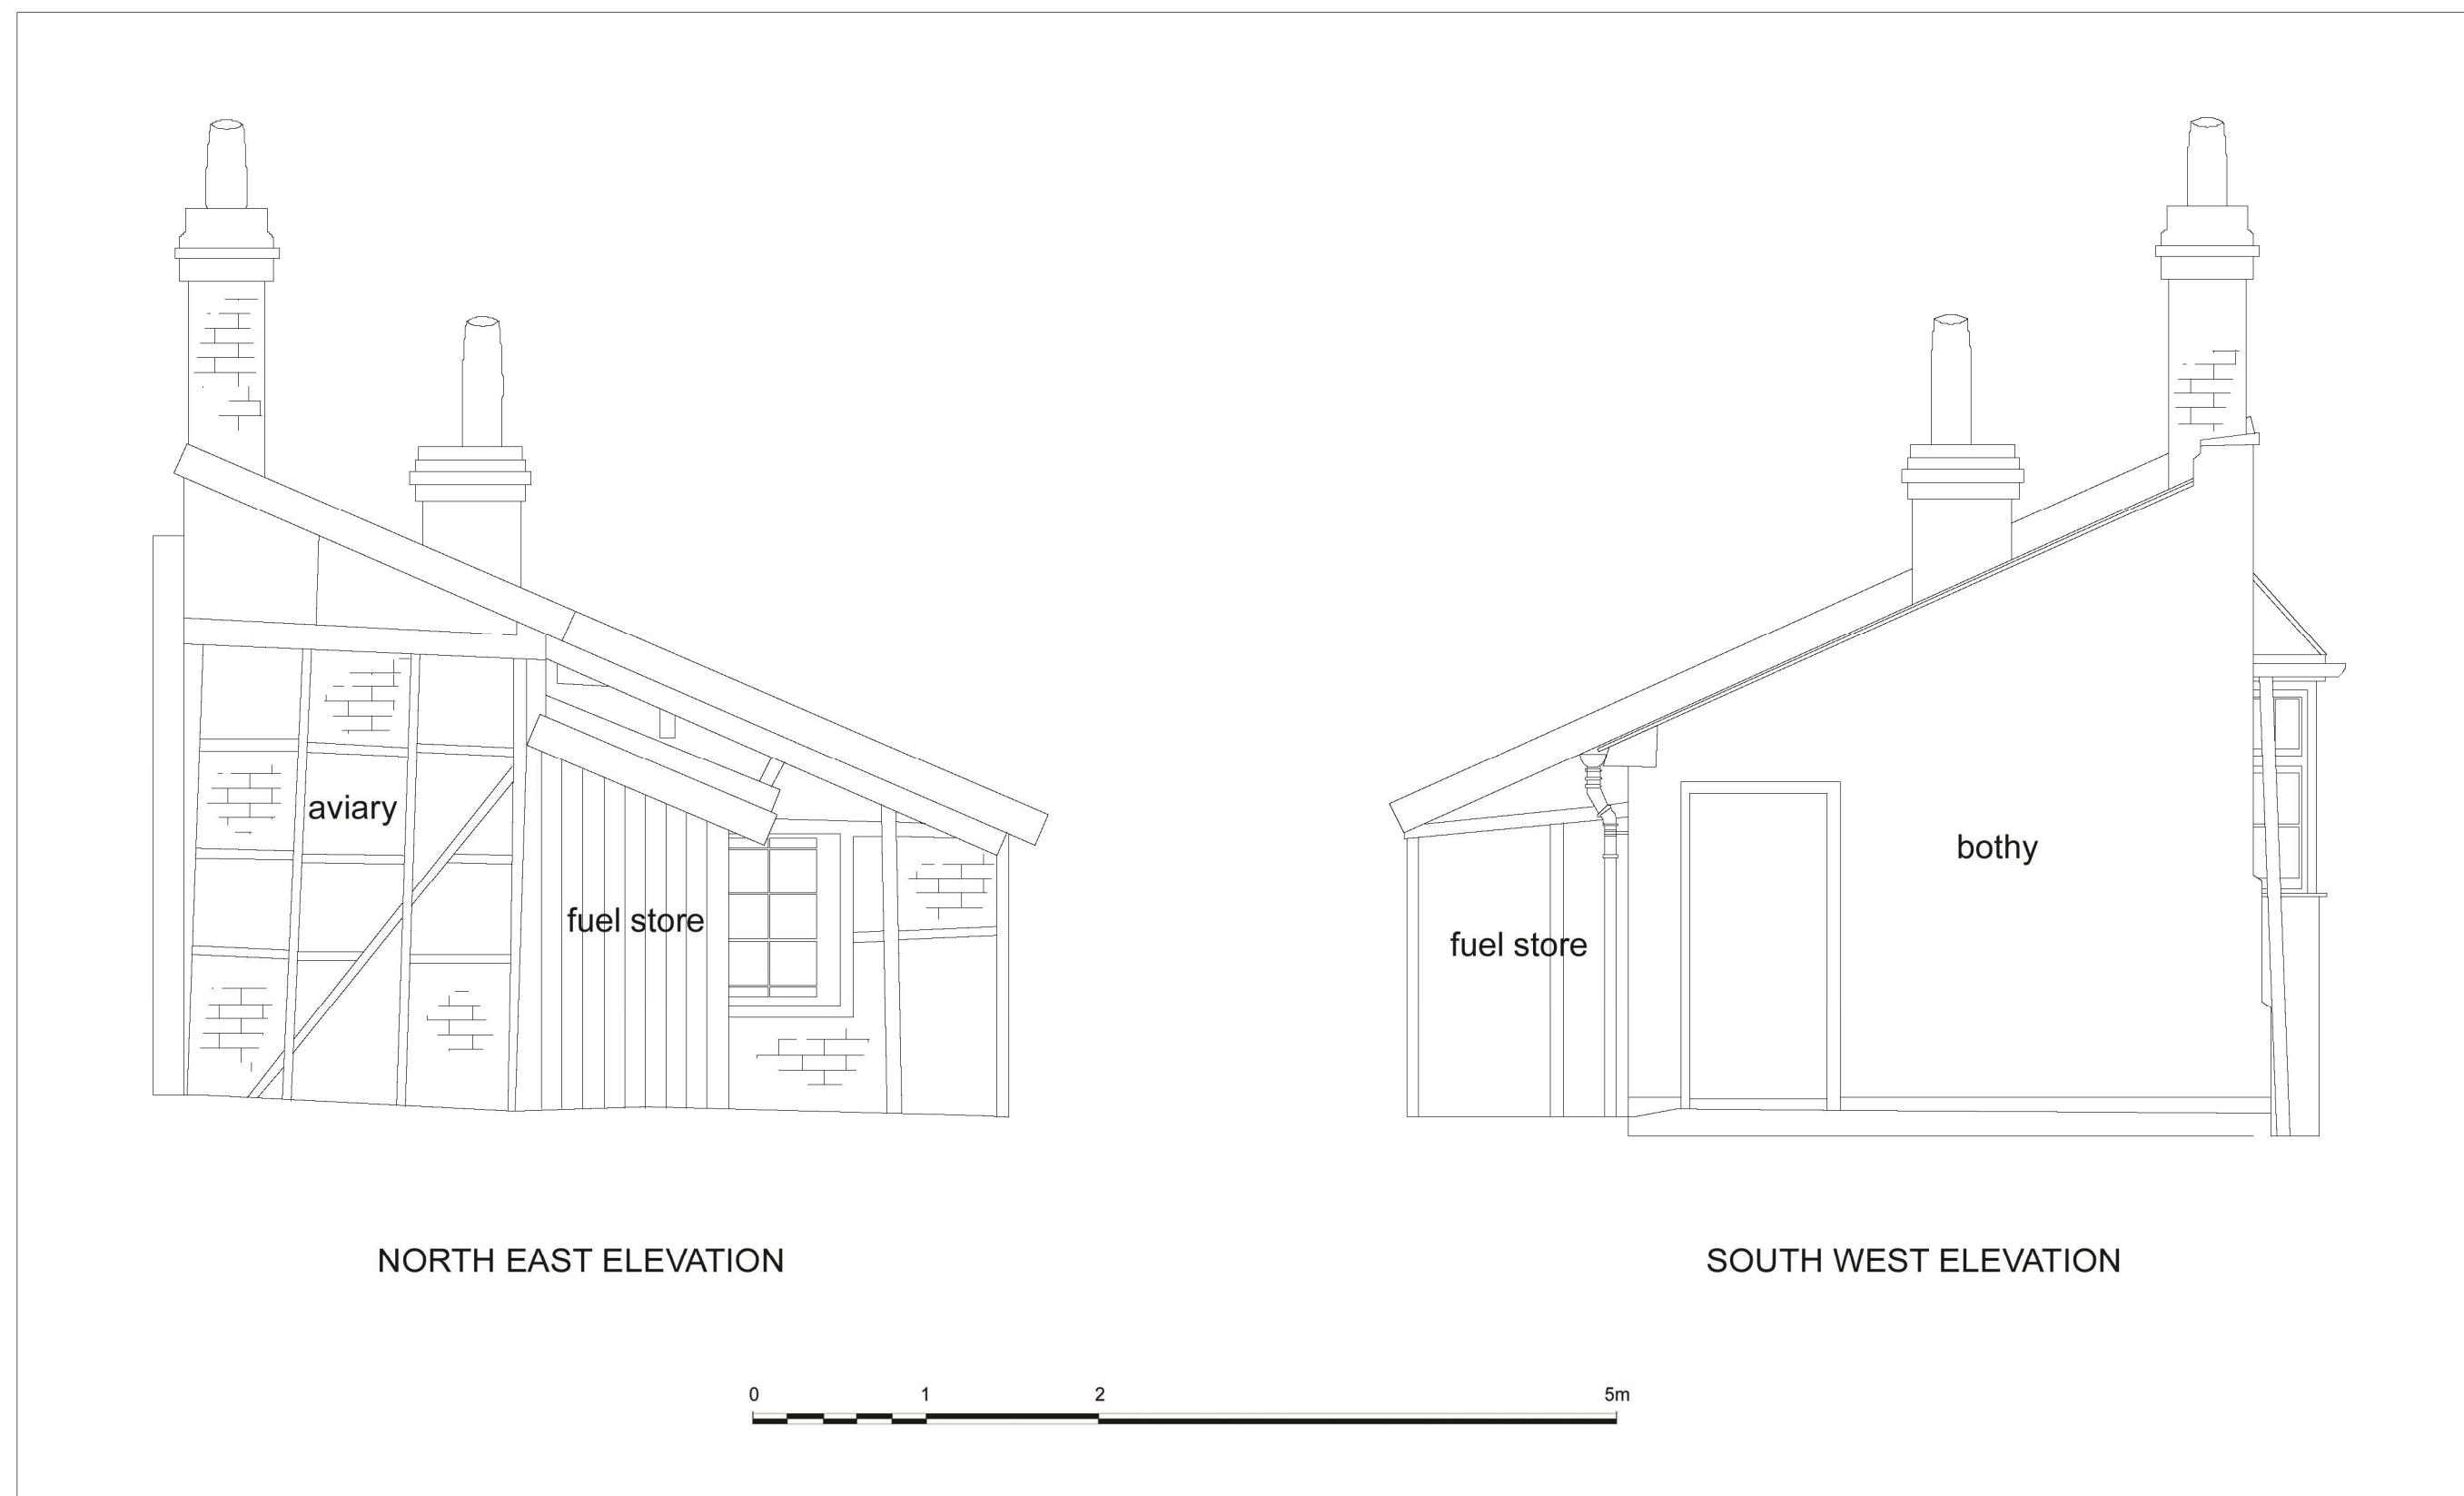 aviary
fuel store
bothy
fuel store
NORTH EAST ELEVATION
SOUTH WEST ELEVATION
0 1 2 5m